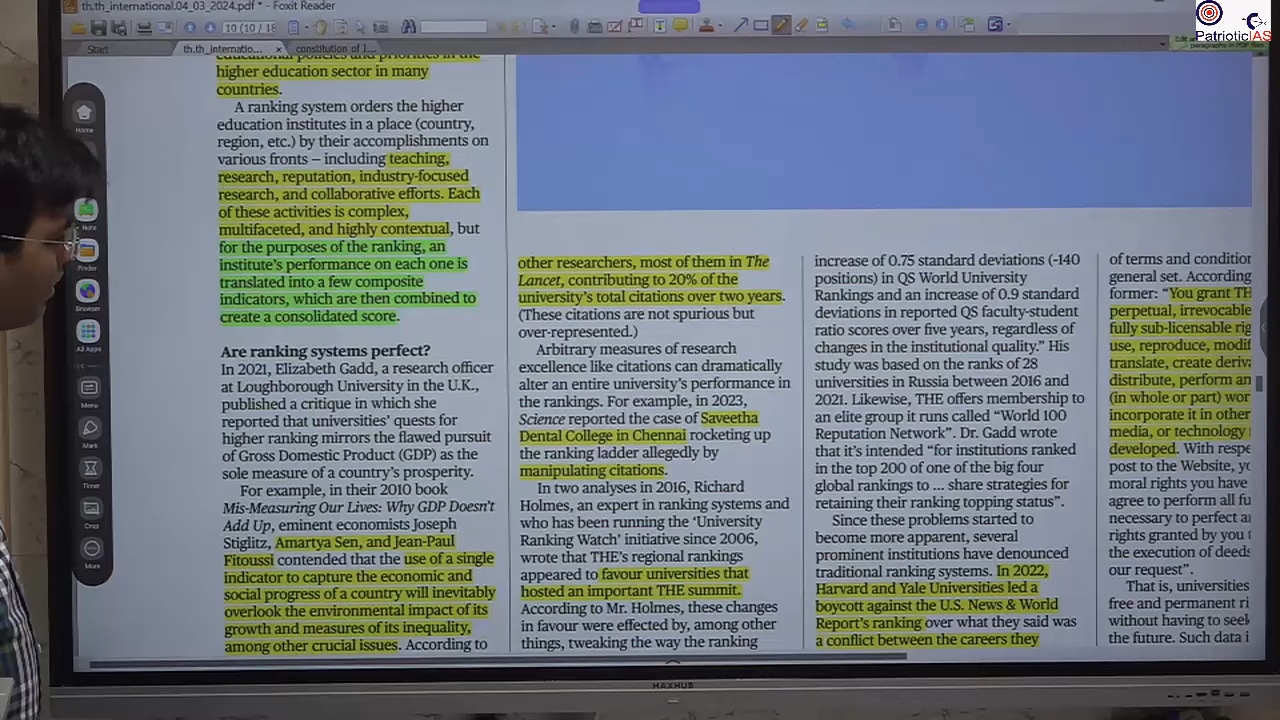 th.th_international.04_03_2024.pdf * - Foxit Reader
10 (10 / 18
Start
th.th_internatio...
constitution of I...
PatrioticIAS
paragraphs in PDF files.
Home
Note
Finder
Browser
All Apps
Menu
Mark
Timer
More
educational policies and priorities in the
higher education sector in many
countries.
A ranking system orders the higher
education institutes in a place (country,
region, etc.) by their accomplishments on
various fronts – including teaching,
research, reputation, industry-focused
research, and collaborative efforts. Each
of these activities is complex,
multifaceted, and highly contextual, but
for the purposes of the ranking, an
institute's performance on each one is
translated into a few composite
indicators, which are then combined to
create a consolidated score.
Are ranking systems perfect?
In 2021, Elizabeth Gadd, a research officer
at Loughborough University in the U.K.,
published a critique in which she
reported that universities' quests for
higher ranking mirrors the flawed pursuit
of Gross Domestic Product (GDP) as the
sole measure of a country's prosperity.
For example, in their 2010 book
Mis-Measuring Our Lives: Why GDP Doesn't
Add Up, eminent economists Joseph
Stiglitz, Amartya Sen, and Jean-Paul
Fitoussi contended that the use of a single
indicator to capture the economic and
social progress of a country will inevitably
overlook the environmental impact of its
growth and measures of its inequality,
among other crucial issues. According to
other researchers, most of them in The
Lancet, contributing to 20% of the
university's total citations over two years.
(These citations are not spurious but
over-represented.)
Arbitrary measures of research
excellence like citations can dramatically
alter an entire university's performance in
the rankings. For example, in 2023,
Science reported the case of Saveetha
Dental College in Chennai rocketing up
the ranking ladder allegedly by
manipulating citations.
In two analyses in 2016, Richard
Holmes, an expert in ranking systems and
who has been running the 'University
Ranking Watch' initiative since 2006,
wrote that THE's regional rankings
appeared to favour universities that
hosted an important THE summit.
According to Mr. Holmes, these changes
in favour were effected by, among other
things, tweaking the way the ranking
increase of 0.75 standard deviations (~140
positions) in QS World University
Rankings and an increase of 0.9 standard
deviations in reported QS faculty-student
ratio scores over five years, regardless of
changes in the institutional quality." His
study was based on the ranks of 28
universities in Russia between 2016 and
2021. Likewise, THE offers membership to
an elite group it runs called "World 100
Reputation Network". Dr. Gadd wrote
that it's intended "for institutions ranked
in the top 200 of one of the big four
global rankings to ... share strategies for
retaining their ranking topping status".
Since these problems started to
become more apparent, several
prominent institutions have denounced
traditional ranking systems. In 2022,
Harvard and Yale Universities led a
boycott against the U.S. News & World
Report's ranking over what they said was
a conflict between the careers they
of terms and condition
general set. According
former: "You grant TH
perpetual, irrevocable
fully sub-licensable rig
use, reproduce, modif
translate, create deriva
distribute, perform an
(in whole or part) wor
incorporate it in other
media, or technology
developed. With respe
post to the Website, yo
moral rights you have
agree to perform all fu
necessary to perfect a
rights granted by you t
the execution of deeds
our request".
That is, universities
free and permanent ri
without having to seek
the future. Such data i
MAXHUB